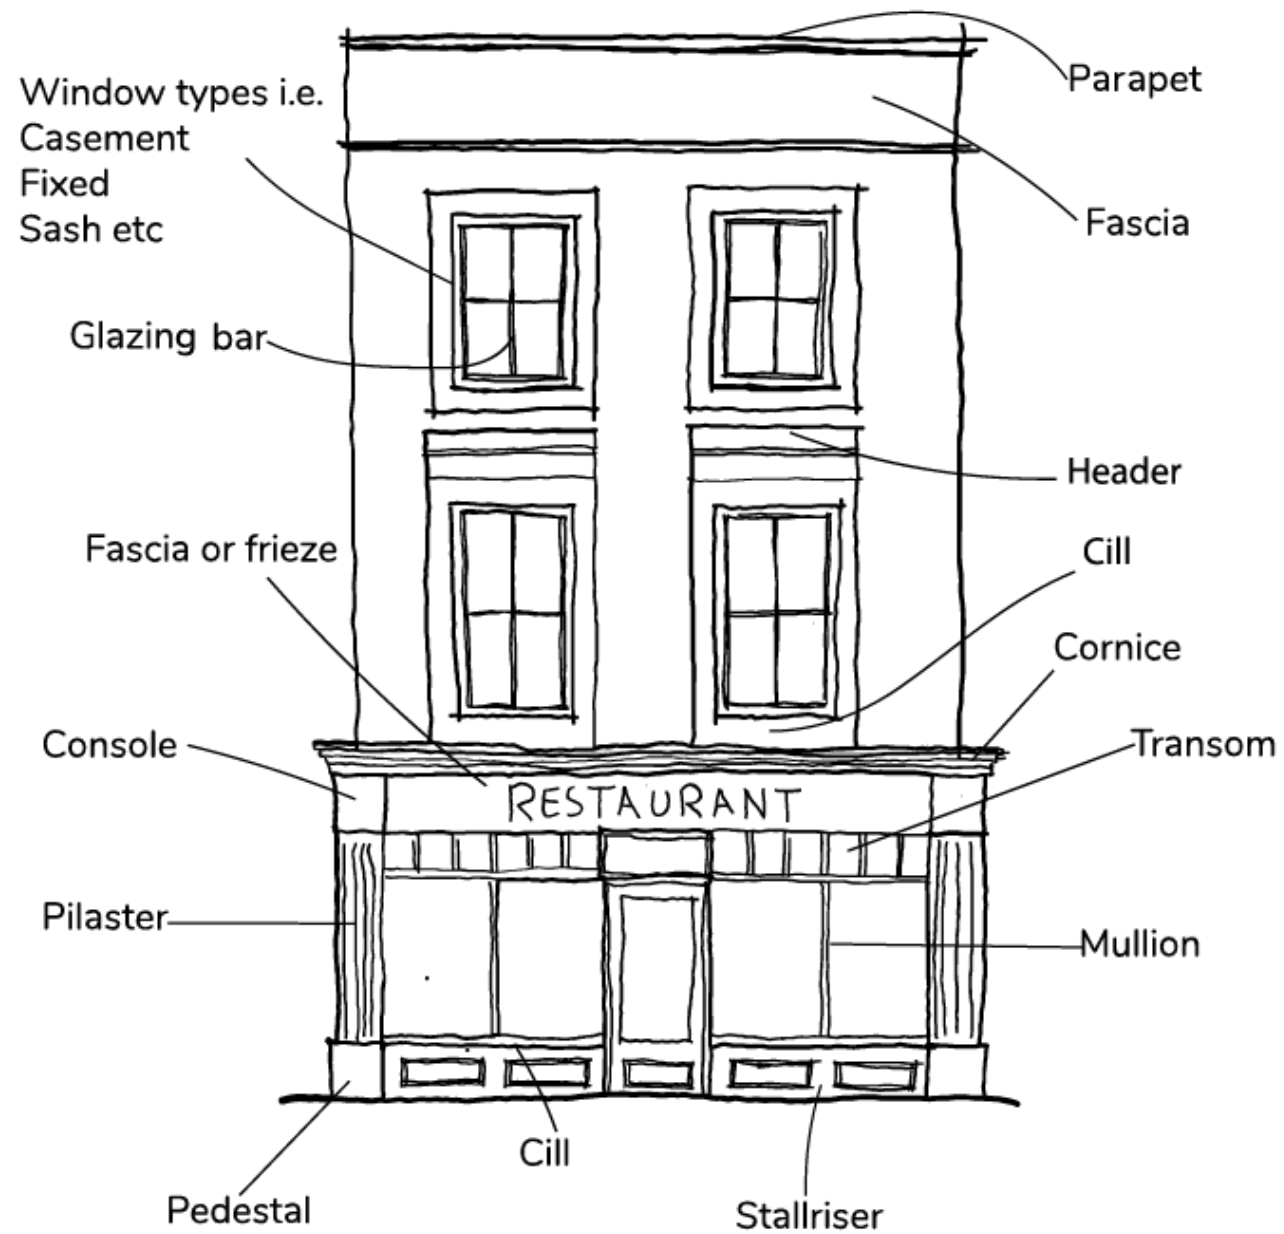 Parapet
Window types i.e.
Casement
Fixed
Sash etc
Fascia
Glazing bar
Header
Fascia or frieze
Cill
Cornice
Console
Transom
RESTAURANT
Pilaster
Mullion
Cill
Pedestal
Stallriser